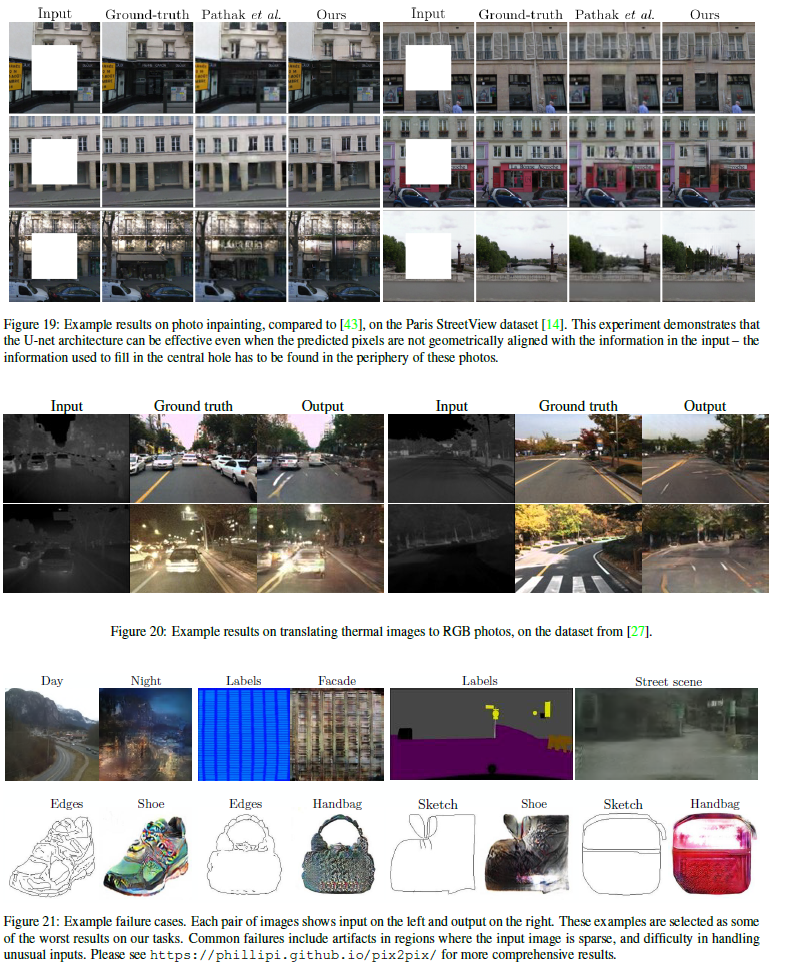 Input Ground-truth Pathak et al. Ours Input Ground-truth Pathak et al. Ours
Figure 19: Example results on photo inpainting, compared to [43], on the Paris StreetView dataset [14]. This experiment demonstrates that
the U-net architecture can be effective even when the predicted pixels are not geometrically aligned with the information in the input – the
information used to fill in the central hole has to be found in the periphery of these photos.
Input Ground truth Output Input Ground truth Output
Figure 20: Example results on translating thermal images to RGB photos, on the dataset from [27].
Day Night Labels Facade Labels Street scene
Edges Shoe Edges Handbag Sketch Shoe Sketch Handbag
Figure 21: Example failure cases. Each pair of images shows input on the left and output on the right. These examples are selected as some
of the worst results on our tasks. Common failures include artifacts in regions where the input image is sparse, and difficulty in handling
unusual inputs. Please see https://phillipi.github.io/pix2pix/ for more comprehensive results.